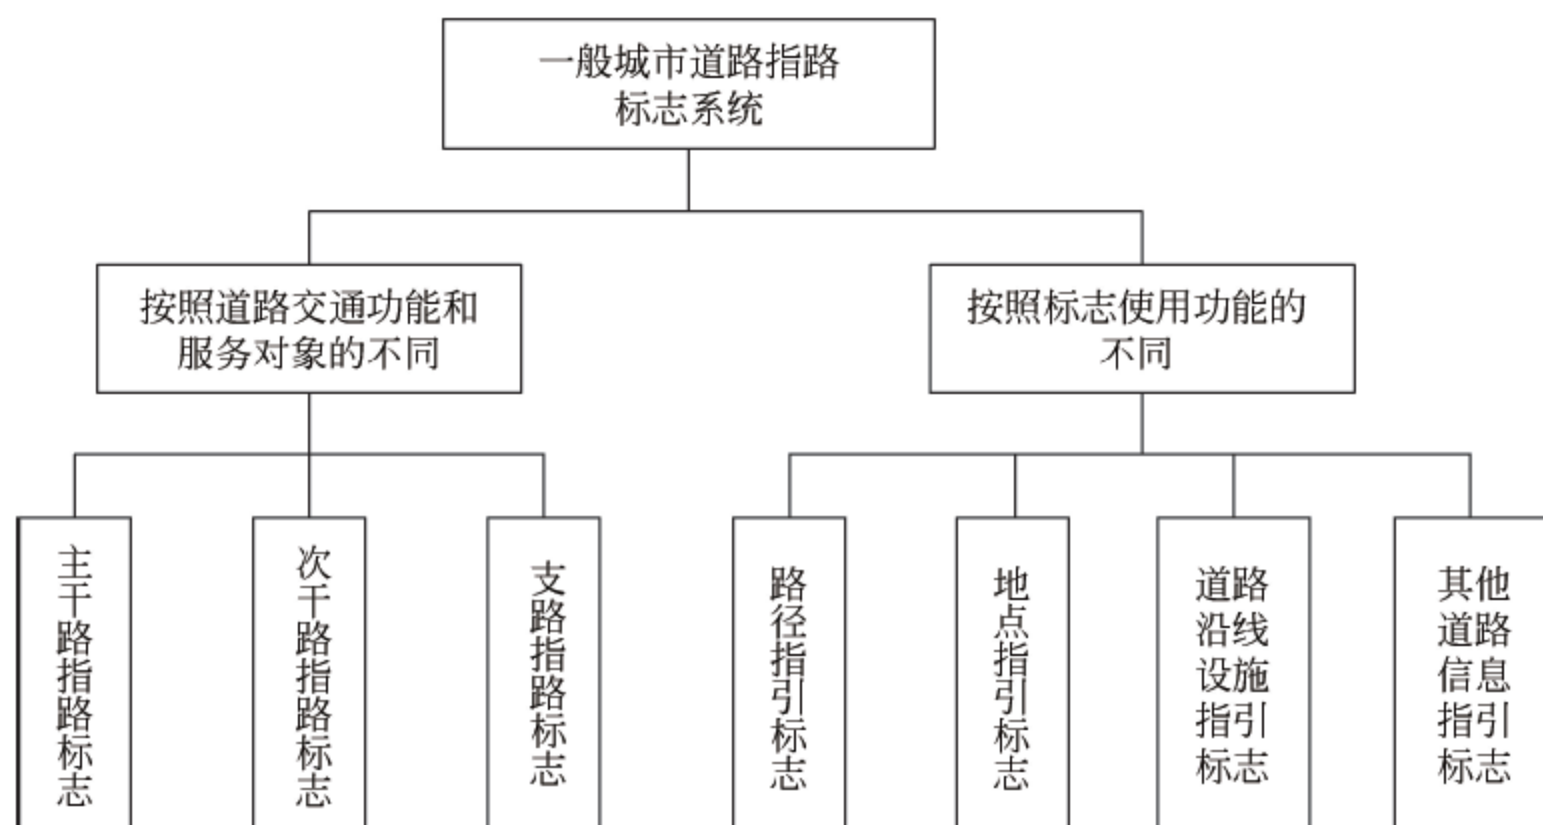 一般城市道路指路
标志系统
按照道路交通功能和
服务对象的不同
按照标志使用功能的
不同
主干路指路标志
次干路指路标志
支路指路标志
路径指引标志
地点指引标志
道路
沿线
设施
指引
标志
其他
道路
信息
指引
标志